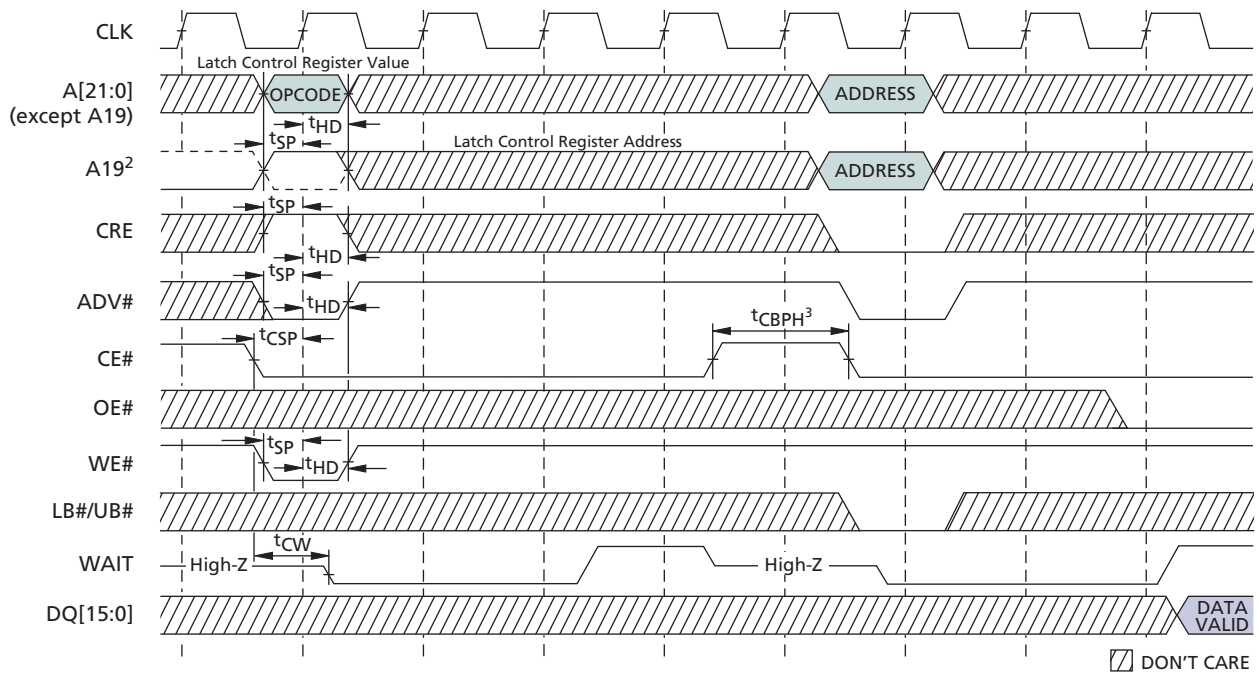 CLK
Latch Control Register Value
A[21:0]
(except A19)
OPCODE
ADDRESS
tHD
tSP
Latch Control Register Address
A19²
ADDRESS
tSP
CRE
tHD
tSP
ADV#
tHD
tCBPH³
tCSP
CE#
OE#
tSP
WE#
tHD
LB#/UB#
tCW
WAIT
High-Z
High-Z
DQ[15:0]
DATA
VALID
DON'T CARE